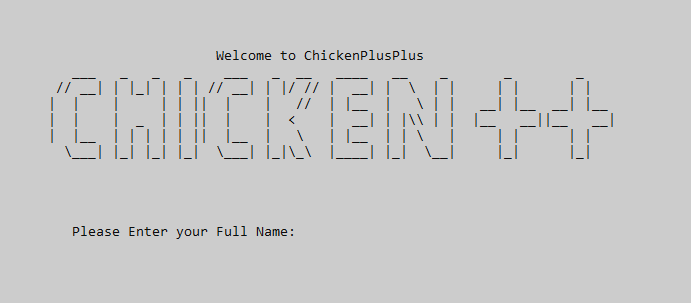 Welcome to ChickenPlusPlus
CHICKEN++
Please Enter your Full Name: